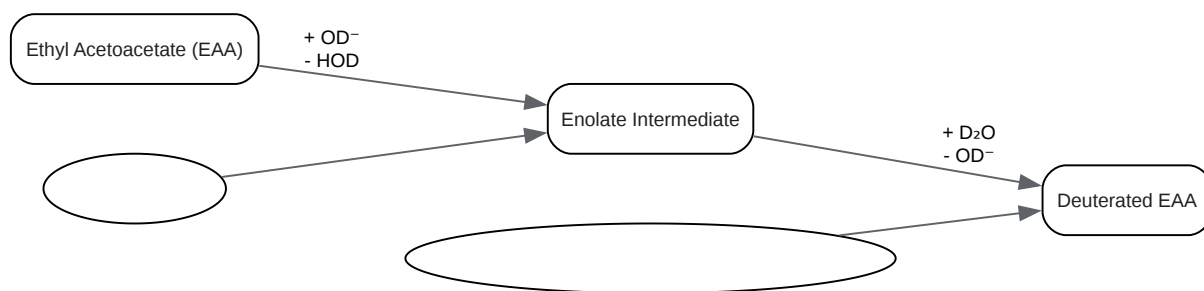 Ethyl Acetoacetate (EAA)
+ OD⁻
- HOD
Enolate Intermediate
+ D₂O
- OD⁻
Deuterated EAA